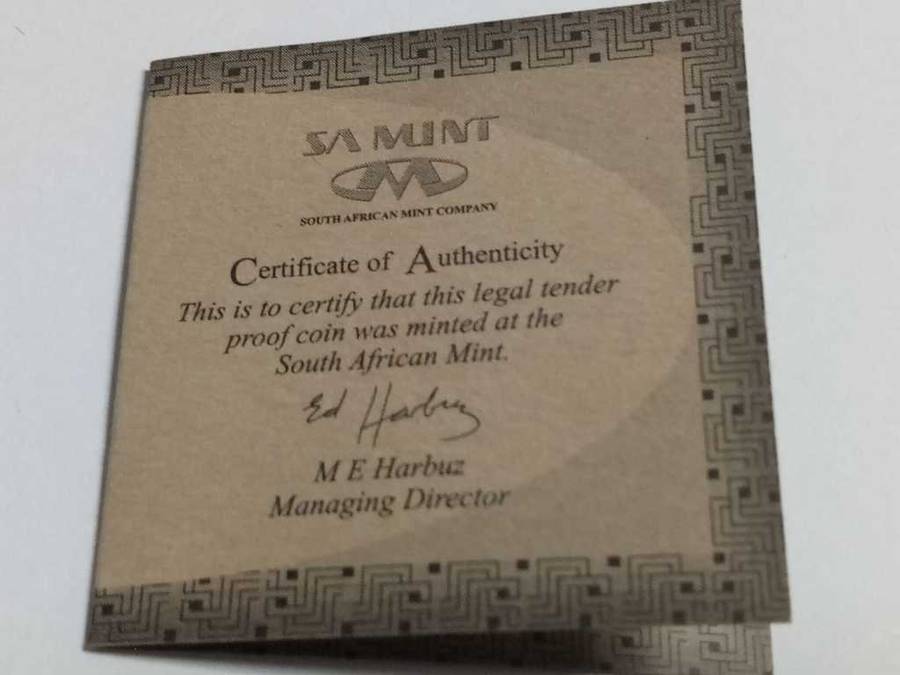 SA MINT
SOUTH AFRICAN MINT COMPANY
Certificate of Authenticity
This is to certify that this legal tender
proof coin was minted at the
South African Mint.
Ed Harbuz
M E Harbuz
Managing Director